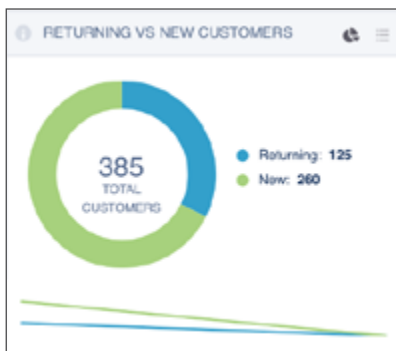 RETURNING VS NEW CUSTOMERS
385
TOTAL
CUSTOMERS
Returning: 125
New: 260